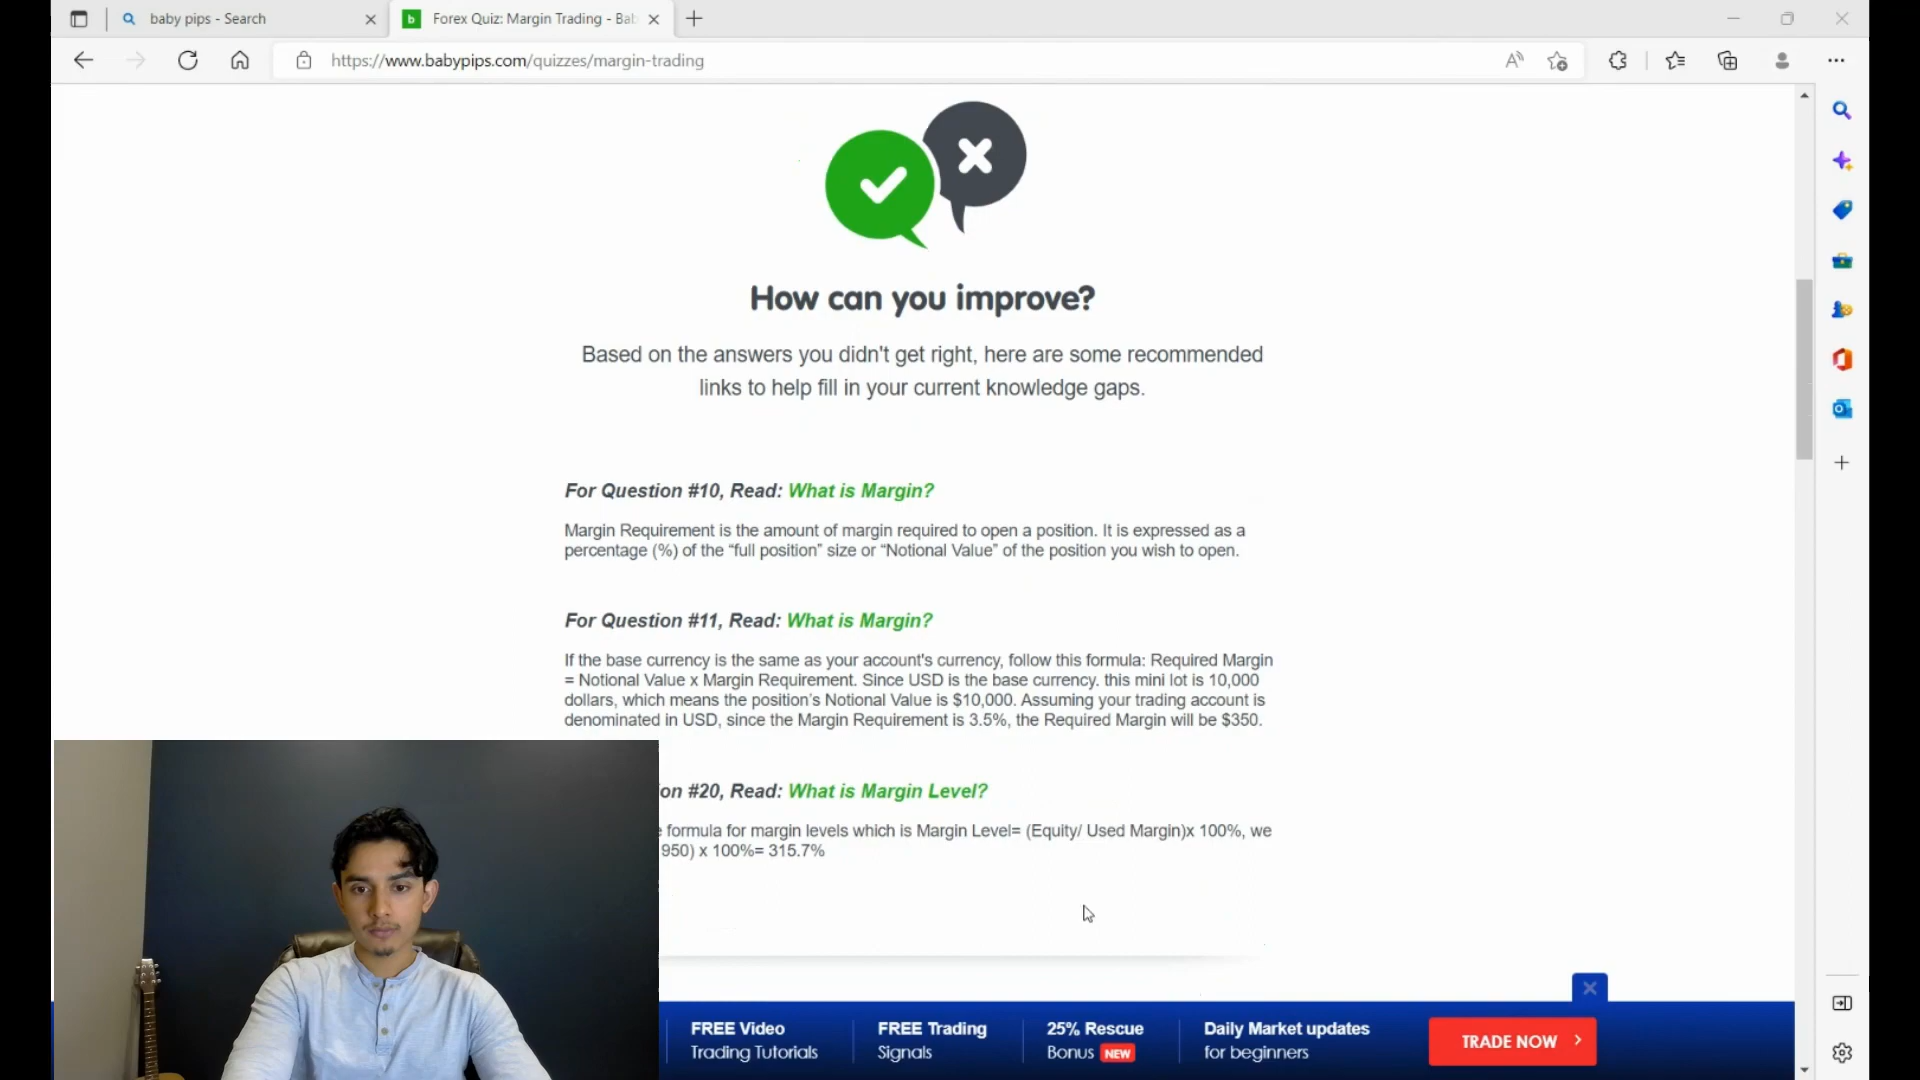 baby pips - Search
Forex Quiz: Margin Trading - Bab
https://www.babypips.com/quizzes/margin-trading
How can you improve?
Based on the answers you didn't get right, here are some recommended
links to help fill in your current knowledge gaps.
For Question #10, Read: What is Margin?
Margin Requirement is the amount of margin required to open a position. It is expressed as a
percentage (%) of the “full position” size or “Notional Value” of the position you wish to open.
For Question #11, Read: What is Margin?
If the base currency is the same as your account's currency, follow this formula: Required Margin
= Notional Value x Margin Requirement. Since USD is the base currency. this mini lot is 10,000
dollars, which means the position’s Notional Value is $10,000. Assuming your trading account is
denominated in USD, since the Margin Requirement is 3.5%, the Required Margin will be $350.
on #20, Read: What is Margin Level?
formula for margin levels which is Margin Level= (Equity/ Used Margin)x 100%, we
950) x 100%= 315.7%
FREE Video
Trading Tutorials
FREE Trading
Signals
25% Rescue
Bonus NEW
Daily Market updates
for beginners
TRADE NOW